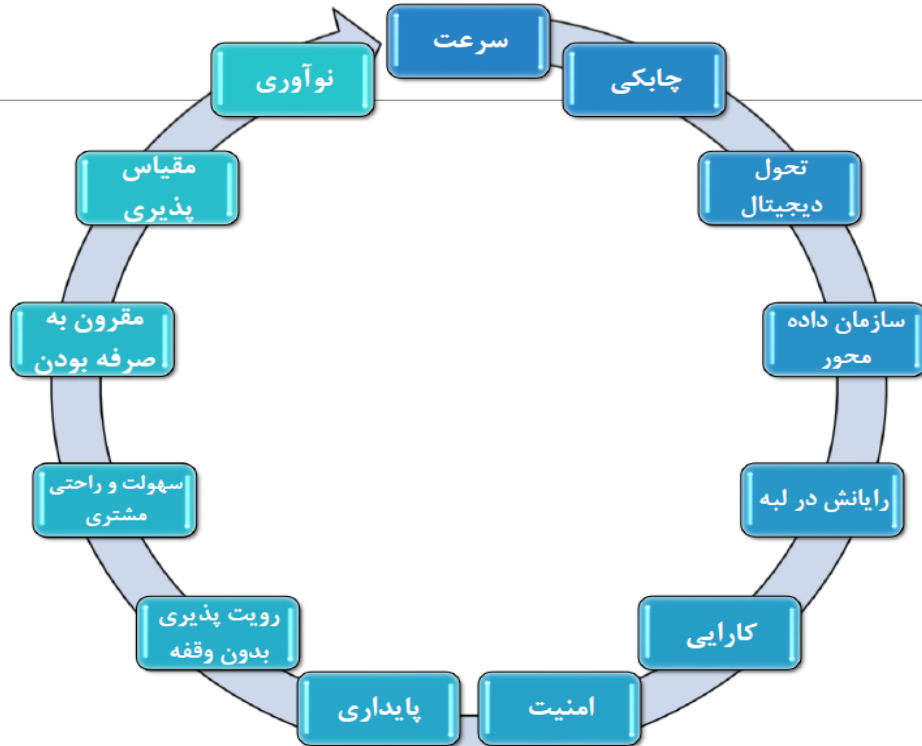 سرعت
چابکی
تحول
دیجیتال
سازمان داده
محور
رایانش در لبه
کارایی
امنیت
پایداری
رویت پذیری
بدون وقفه
سهولت و راحتی
مشتری
مقرون به
صرفه بودن
مقیاس
پذیری
نوآوری